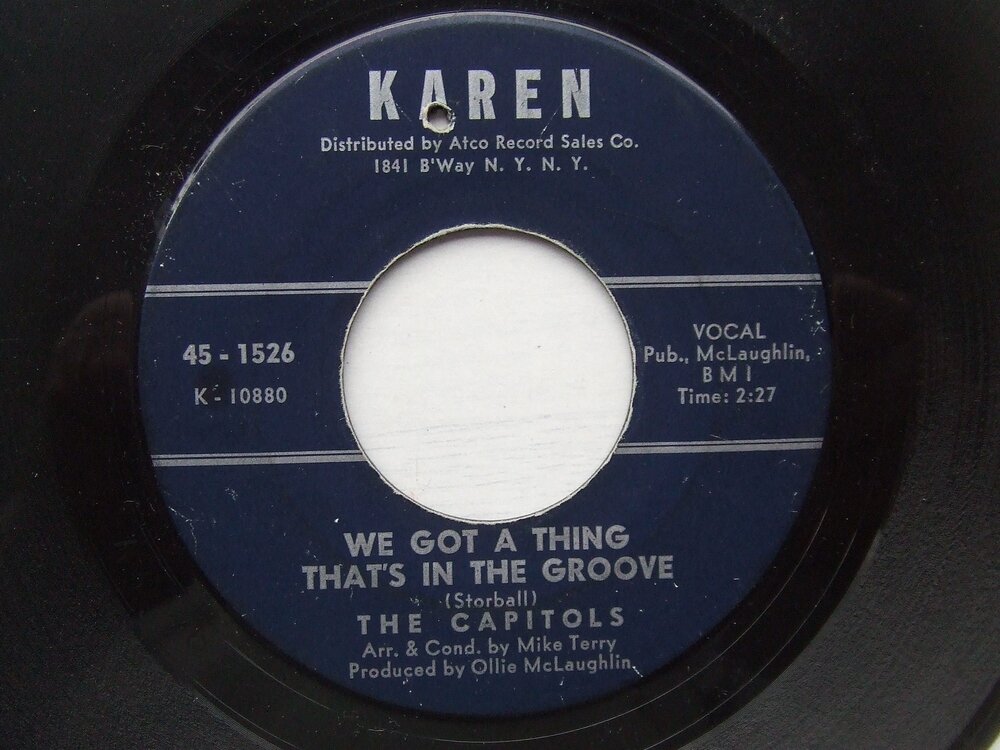 KAREN
Distributed by Atco Record Sales Co.
1841 B'Way N. Y. N. Y.
45 - 1526
K - 10880
VOCAL
Pub., McLaughlin,
B M I
Time: 2:27
WE GOT A THING
THAT'S IN THE GROOVE
(Storball)
THE CAPITOLS
Arr. & Cond. by Mike Terry
Produced by Ollie McLaughlin